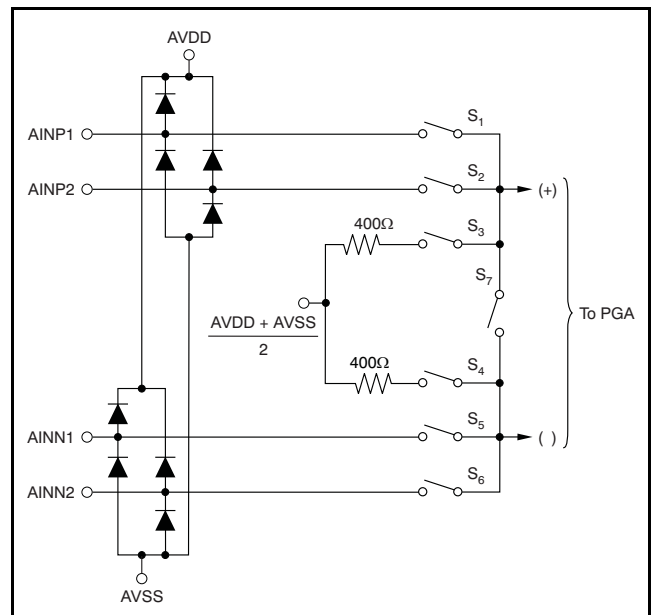 AVDD
AINP1
S1
AINP2
S2
(+)
400Ω
S3
S7
AVDD + AVSS
2
To PGA
400Ω
S4
AINN1
S5
( )
AINN2
S6
AVSS